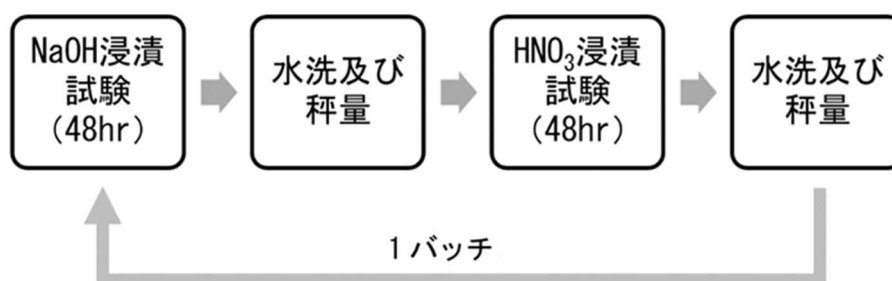 NaOH浸漬
試験
(48hr)
水洗及び
秤量
HNO₃浸漬
試験
(48hr)
水洗及び
秤量
1バッチ